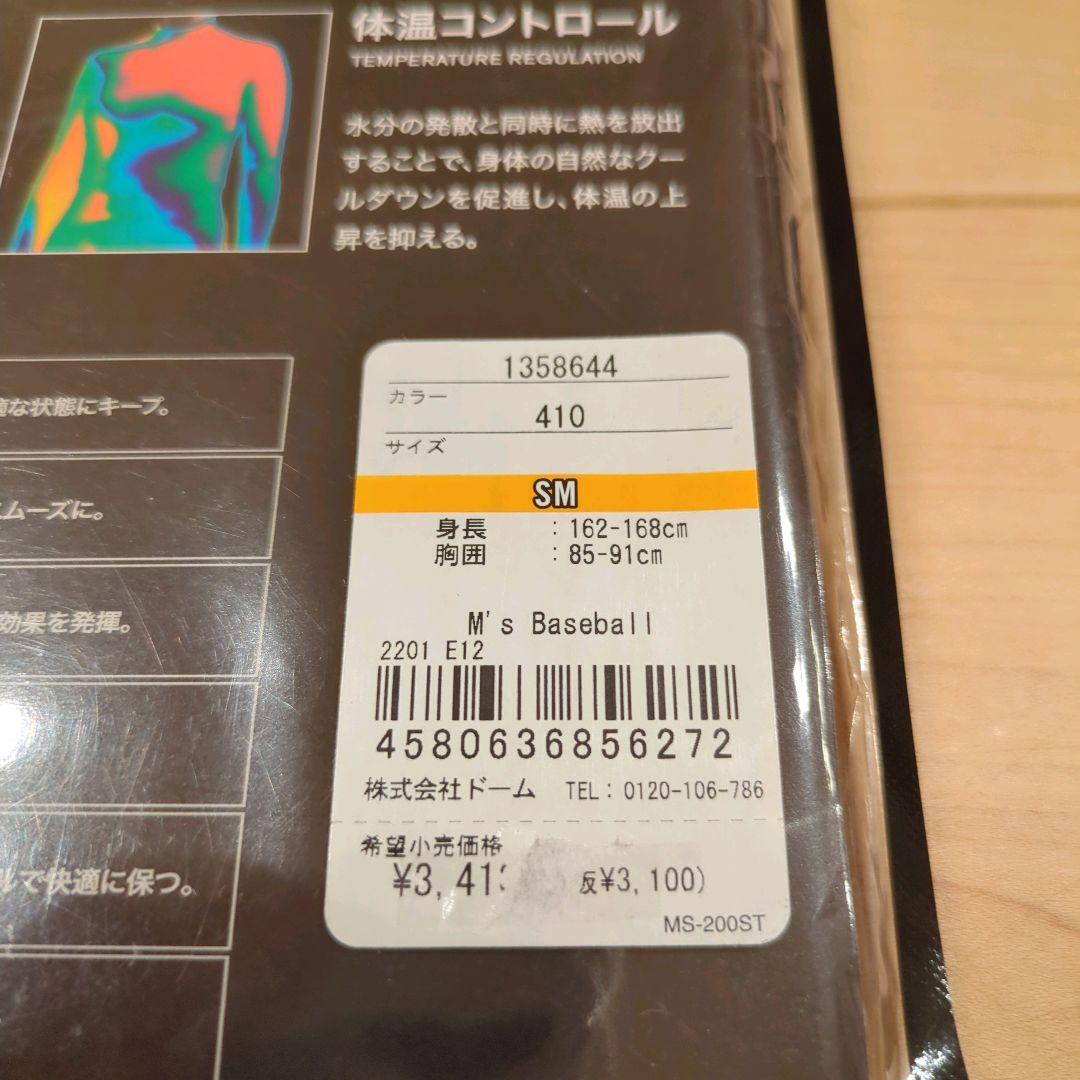 体温コントロール
TEMPERATURE REGULATION
水分の発散と同時に熱を放出
することで、身体の自然なクー
ルダウンを促進し、体温の上
昇を抑える。
な状態にキープ。
ムーズに。
効果を発揮。
ルで快適に保つ。
1358644
カラー
410
サイズ
SM
身長 : 162-168cm
胸囲 : 85-91cm
M's Baseball
2201 E12
4580636856272
株式会社ドーム TEL: 0120-106-786
希望小売価格
¥3,41 ¥3,100)
MS-200ST